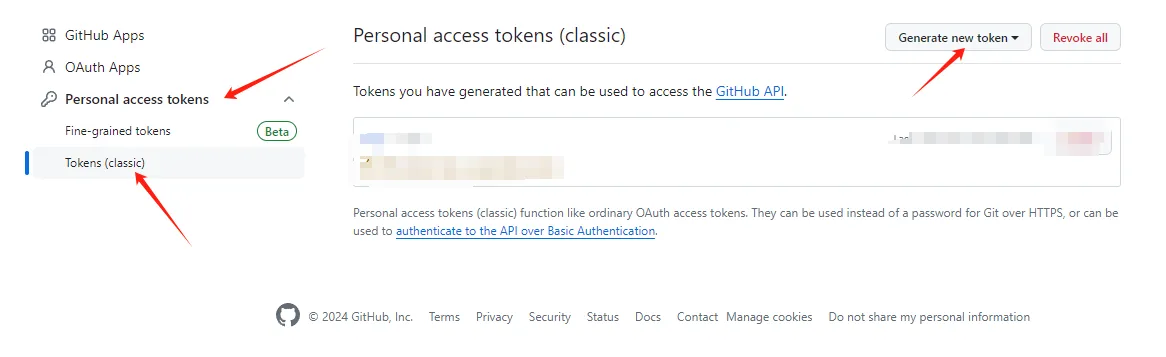 GitHub Apps
OAuth Apps
Personal access tokens
Fine-grained tokens Beta
Tokens (classic)
Personal access tokens (classic) Generate new token Revoke all
Tokens you have generated that can be used to access the GitHub API.
Personal access tokens (classic) function like ordinary OAuth access tokens. They can be used instead of a password for Git over HTTPS, or can be
used to authenticate to the API over Basic Authentication.
© 2024 GitHub, Inc. Terms Privacy Security Status Docs Contact Manage cookies Do not share my personal information